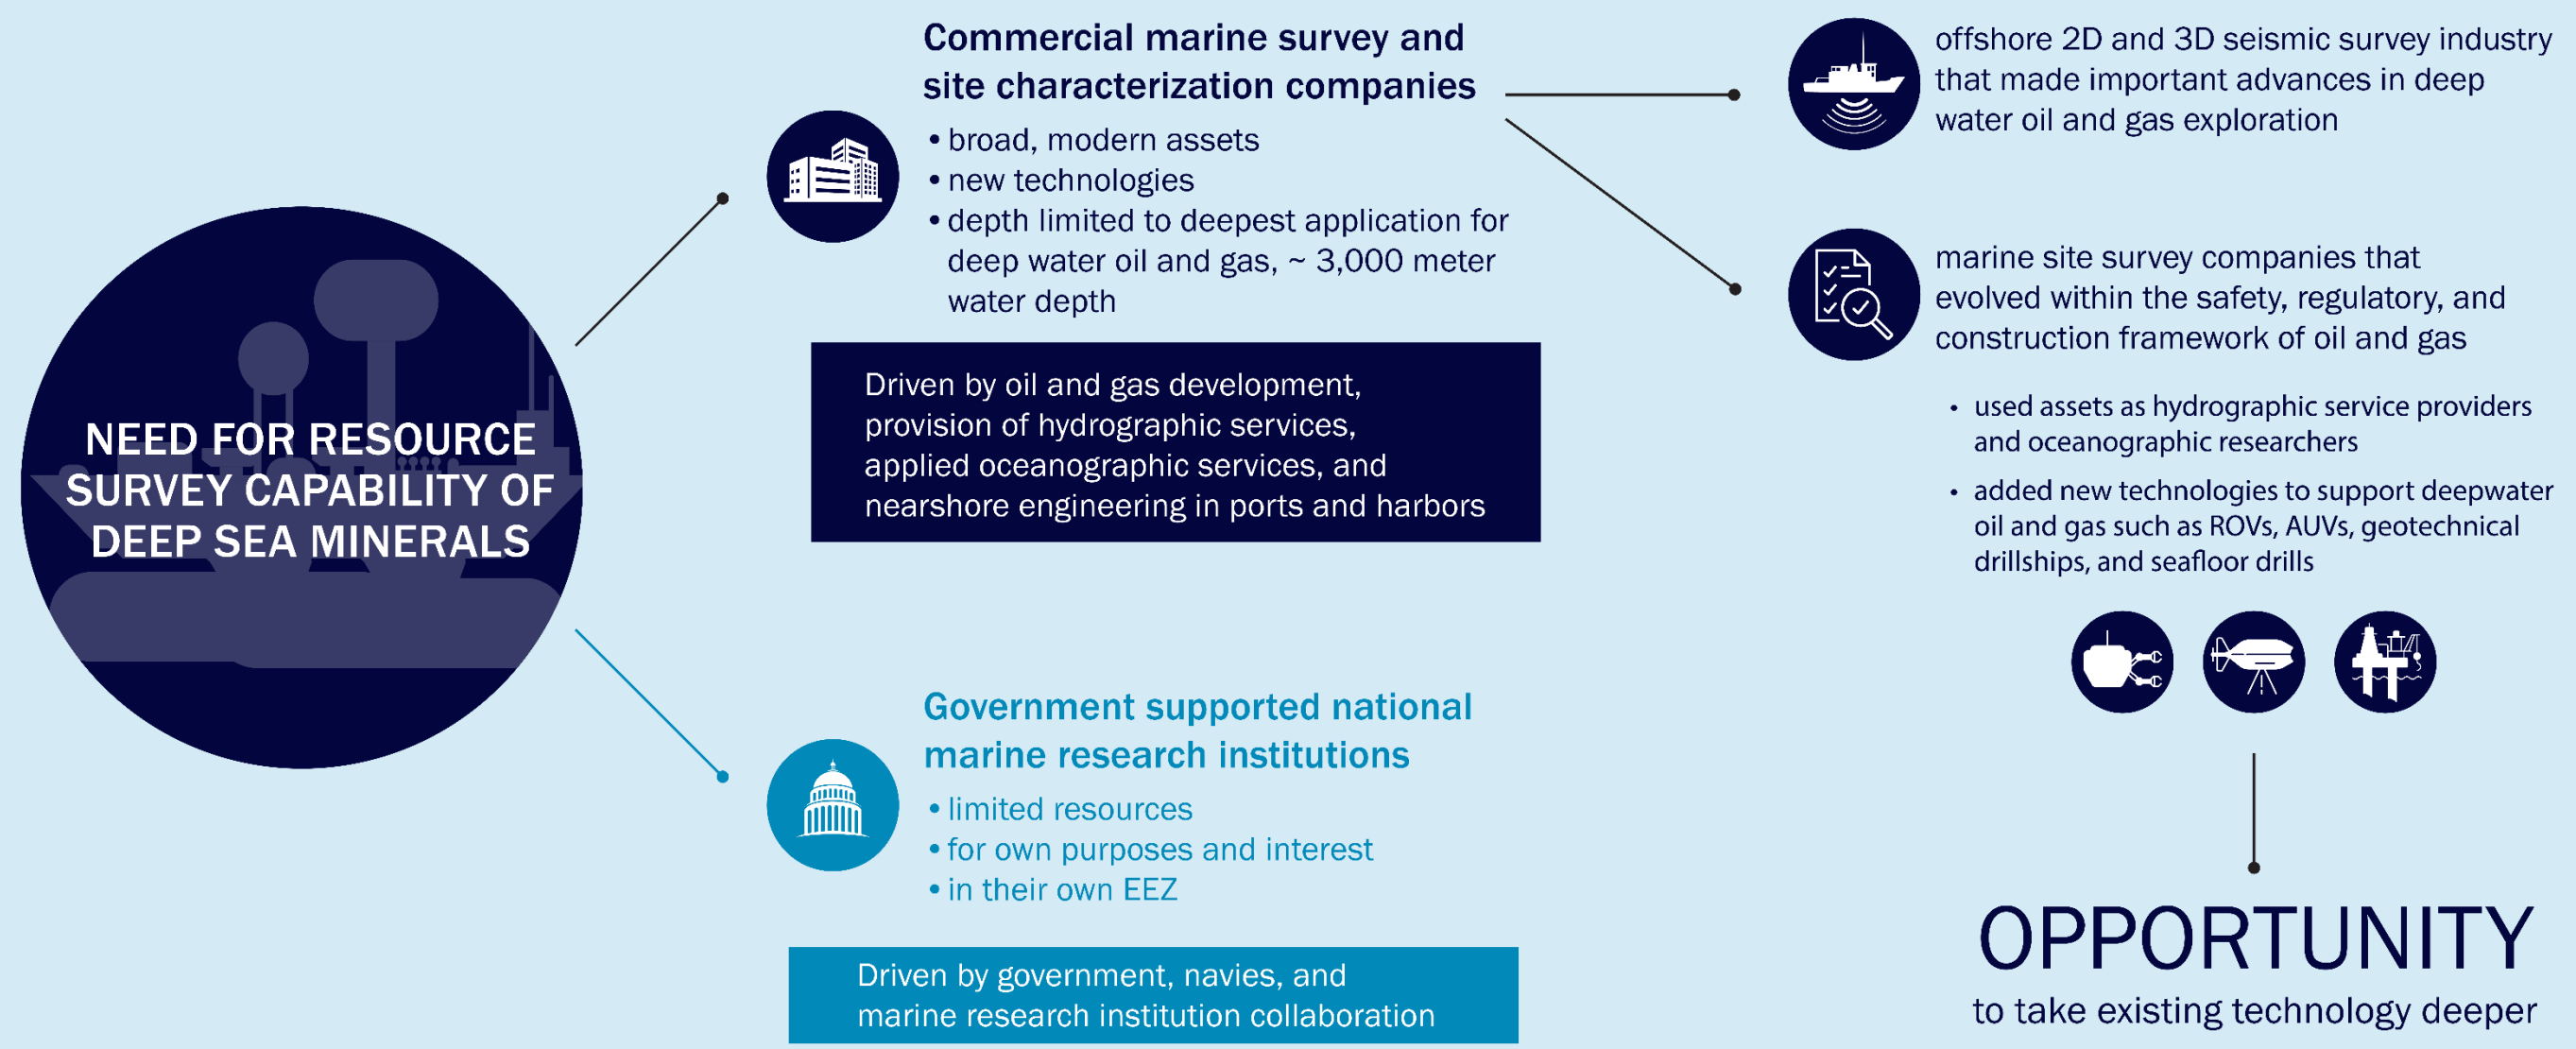 NEED FOR RESOURCE
SURVEY CAPABILITY OF
DEEP SEA MINERALS
Commercial marine survey and
site characterization companies
• broad, modern assets
• new technologies
• depth limited to deepest application for
deep water oil and gas, ~ 3,000 meter
water depth
Driven by oil and gas development,
provision of hydrographic services,
applied oceanographic services, and
nearshore engineering in ports and harbors
Government supported national
marine research institutions
• limited resources
• for own purposes and interest
• in their own EEZ
Driven by government, navies, and
marine research institution collaboration
offshore 2D and 3D seismic survey industry
that made important advances in deep
water oil and gas exploration
marine site survey companies that
evolved within the safety, regulatory, and
construction framework of oil and gas
• used assets as hydrographic service providers
and oceanographic researchers
• added new technologies to support deepwater
oil and gas such as ROVs, AUVs, geotechnical
drillships, and seafloor drills
OPPORTUNITY
to take existing technology deeper